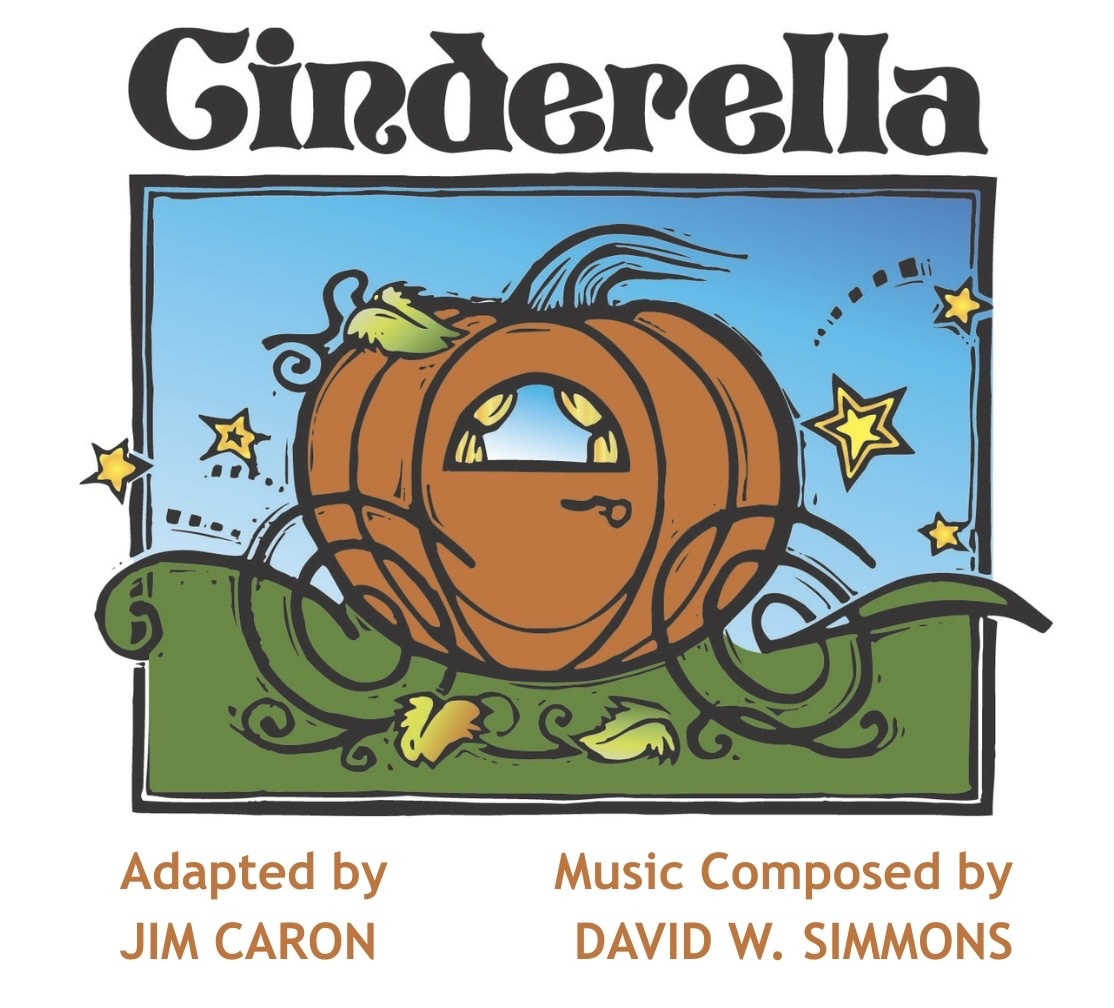 Cinderella
Adapted by
JIM CARON
Music Composed by
DAVID W. SIMMONS